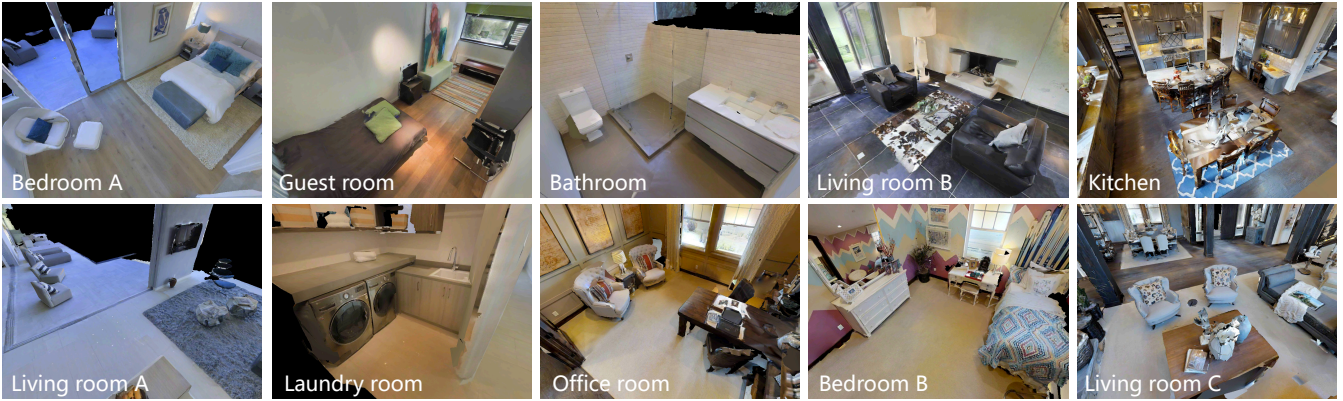 Bedroom A
Guest room
Bathroom
Living room B
Kitchen
Living room A
Laundry room
Office room
Bedroom B
Living room C